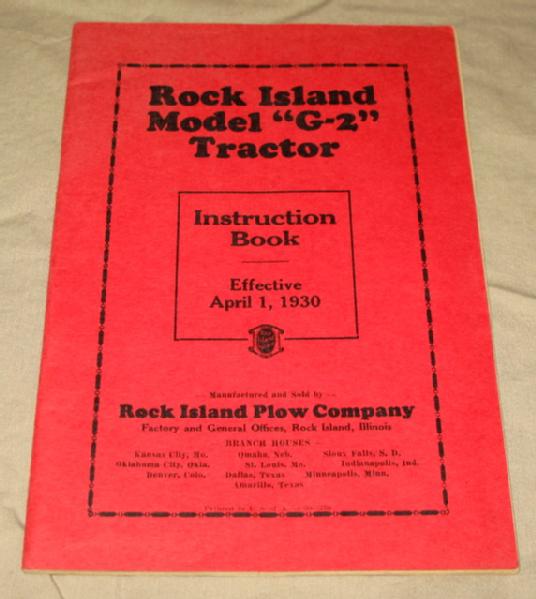 Rock Island
Model "G-2"
Tractor
Instruction
Book
Effective
April 1, 1930
Manufactured and Sold by
Rock Island Plow Company
Factory and General Offices, Rock Island, Illinois
BRANCH HOUSES
Kansas City, Mo. Omaha, Neb. Sioux Falls, S. D.
Oklahoma City, Okla. St. Louis, Mo. Indianapolis, Ind.
Denver, Colo. Dallas, Texas Minneapolis, Minn.
Amarillo, Texas